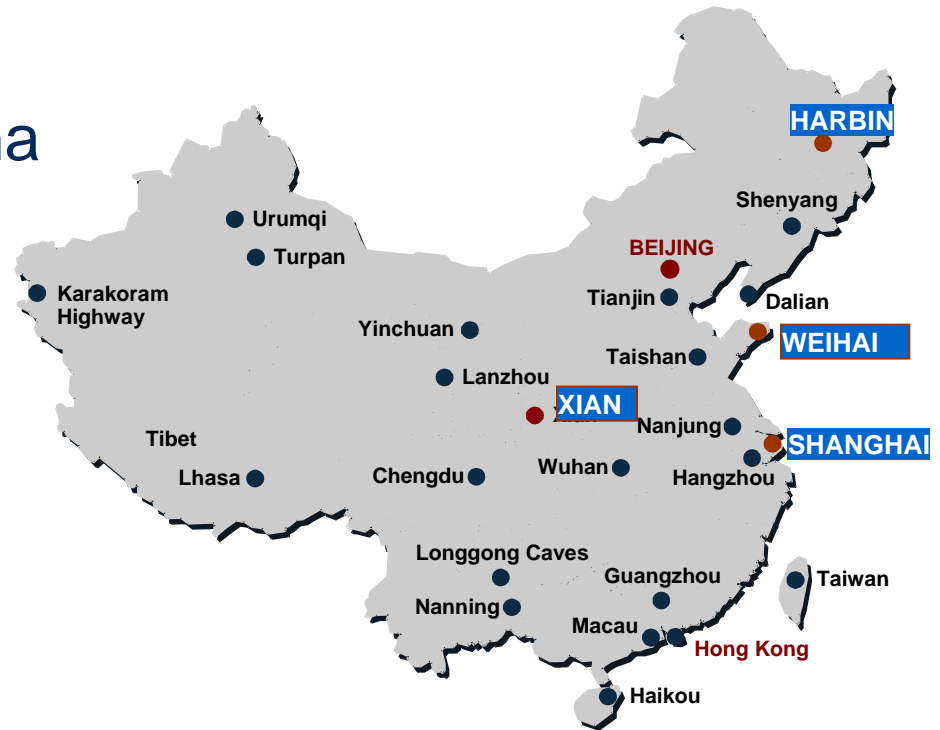 na
HARBIN
Shenyang
Urumqi
BEIJING
Turpan
Karakoram
Highway
Tianjin
Dalian
Yinchuan
WEIHAI
Taishan
Lanzhou
XIAN
Nanjung
Tibet
SHANGHAI
Wuhan
Chengdu
Lhasa
Hangzhou
Longgong Caves
Guangzhou
Taiwan
Nanning
Macau
Hong Kong
Haikou